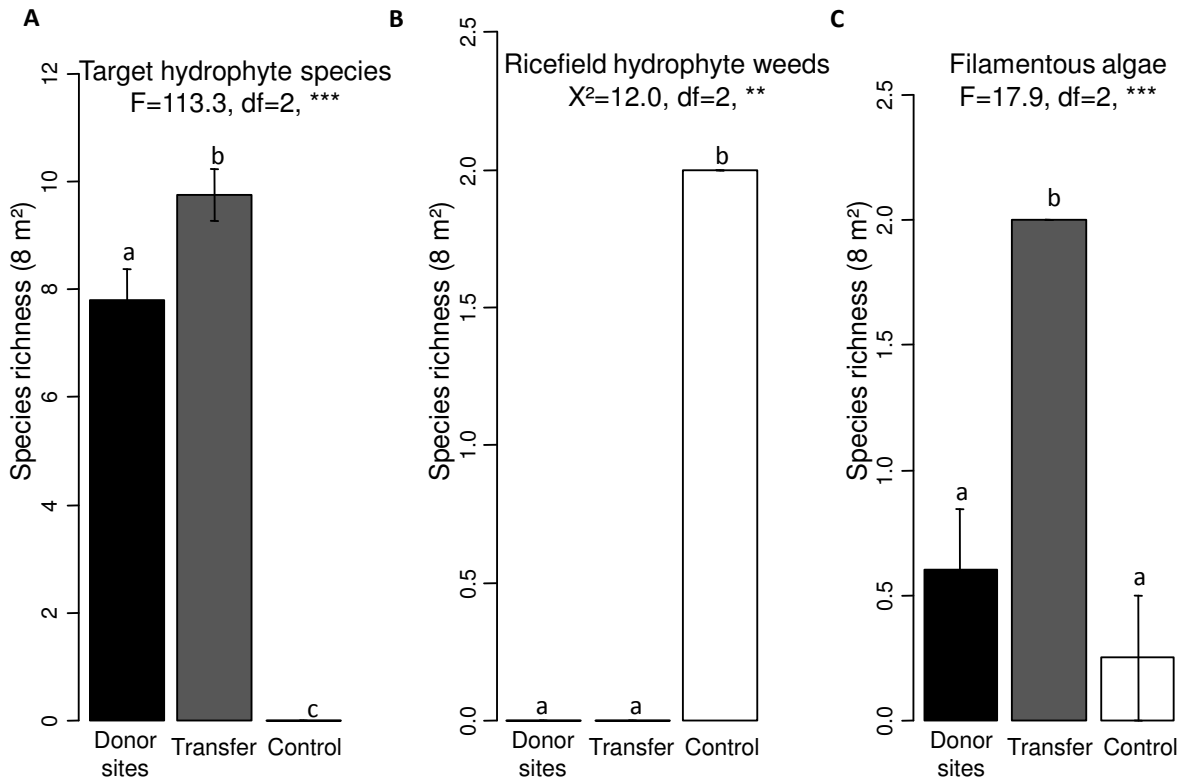 A
Target hydrophyte species
F=113.3, df=2, ***
Species richness (8 m²)
12
10
8
6
4
2
0
a
b
c
Donor
sites
Transfer
Control
B
Ricefield hydrophyte weeds
X²=12.0, df=2, **
Species richness (8 m²)
2.5
2.0
1.5
1.0
0.5
0.0
a
a
b
Donor
sites
Transfer
Control
C
Filamentous algae
F=17.9, df=2, ***
Species richness (8 m²)
2.5
2.0
1.5
1.0
0.5
0.0
a
b
a
Donor
sites
Transfer
Control